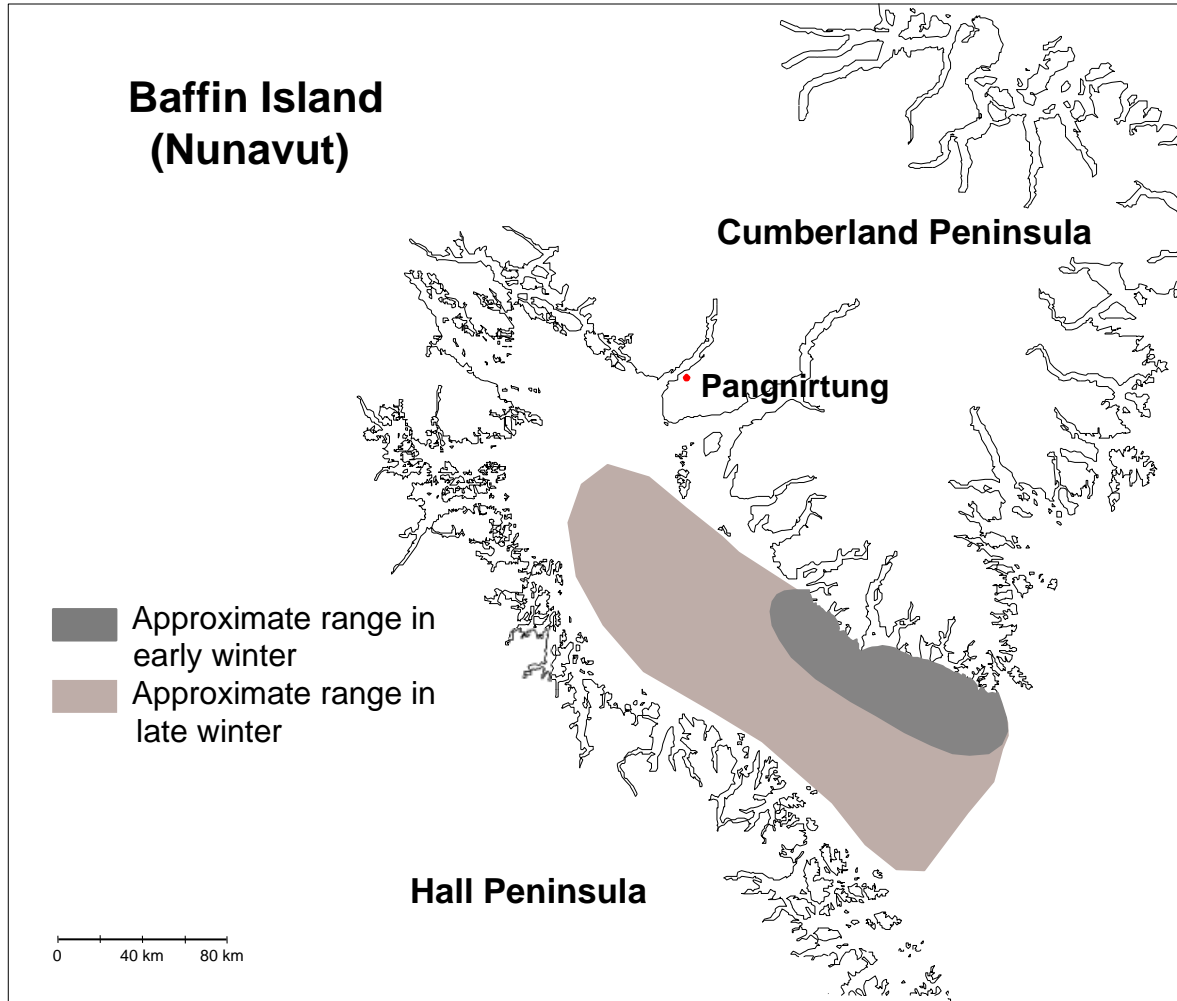 Baffin Island
(Nunavut)
Cumberland Peninsula
Pangnirtung
Approximate range in
early winter
Approximate range in
late winter
Hall Peninsula
0 40 km 80 km